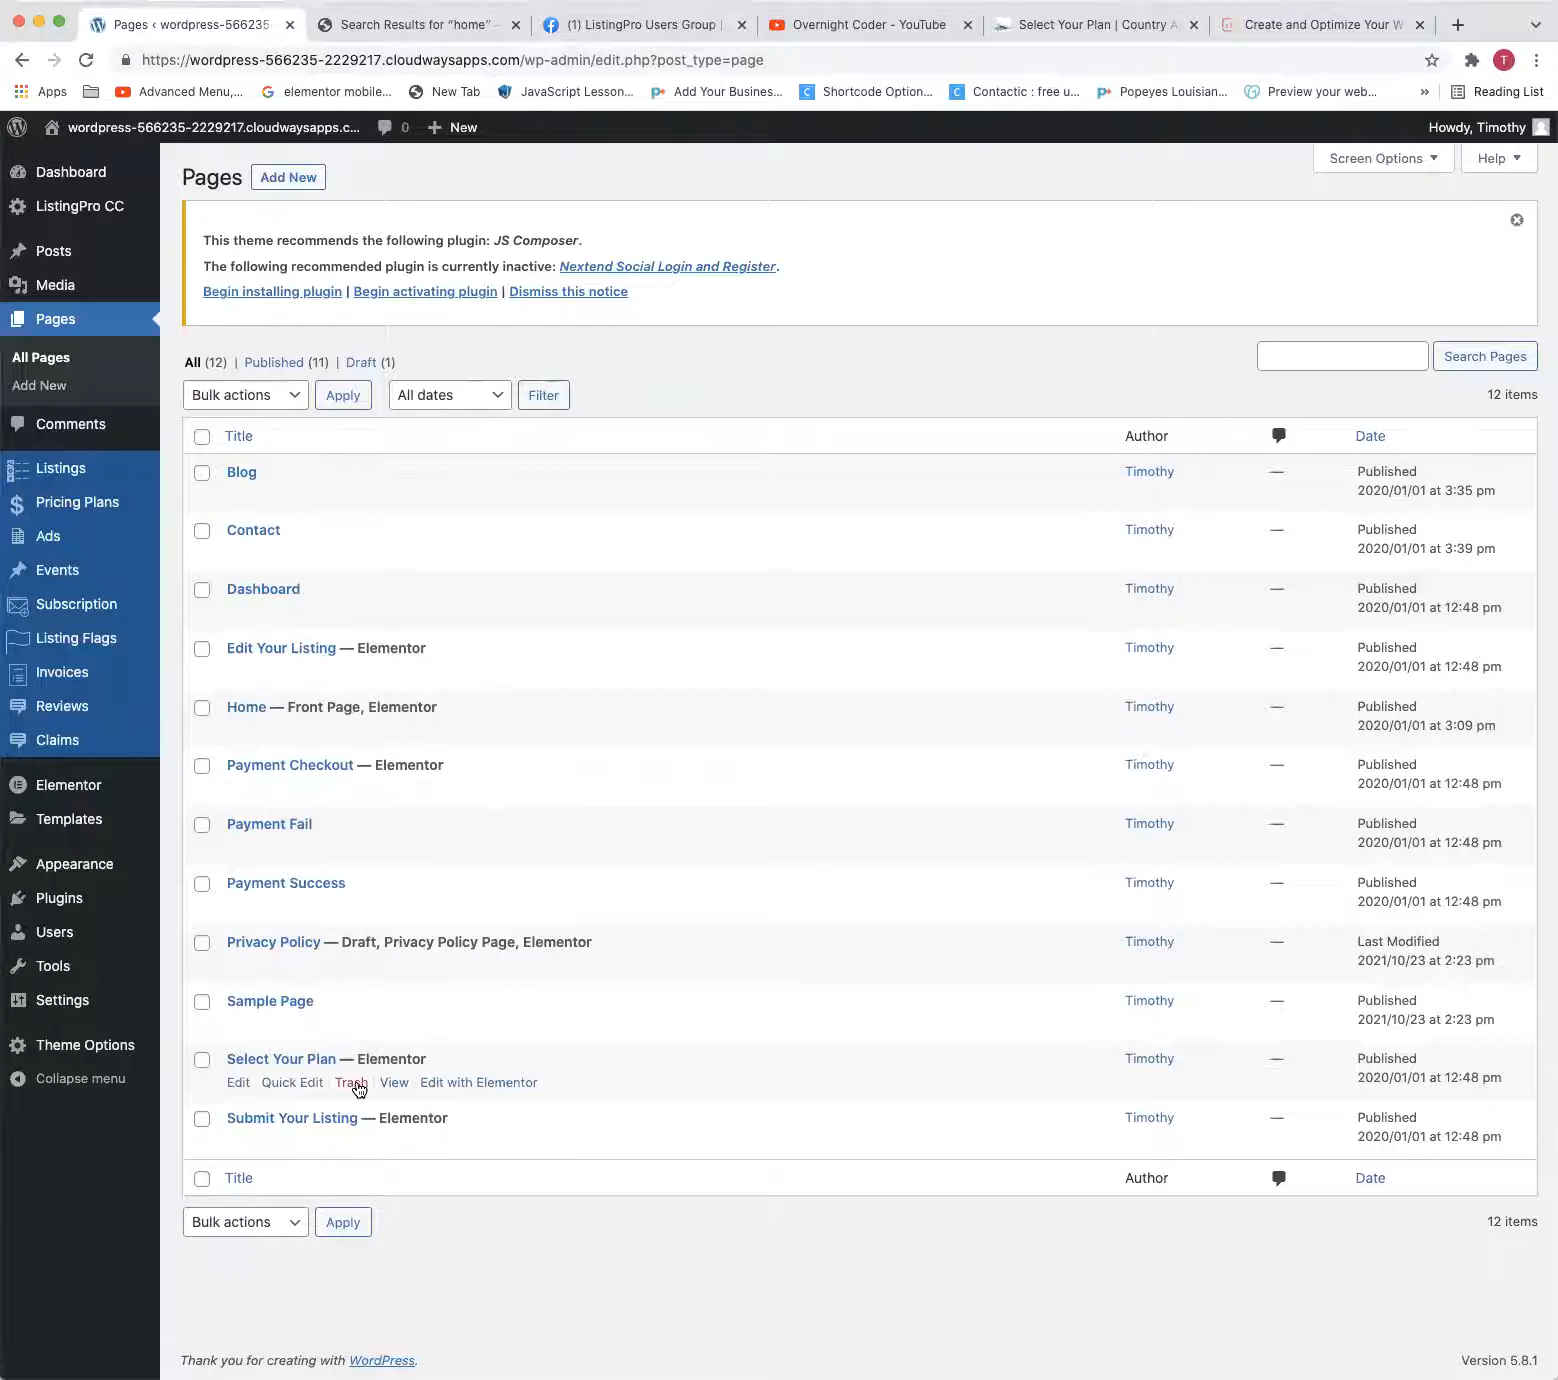 Pages ‹ wordpress-566235
Search Results for “home” –
(1) ListingPro Users Group |
Overnight Coder - YouTube
Select Your Plan | Country A
Create and Optimize Your W
https://wordpress-566235-2229217.cloudwaysapps.com/wp-admin/edit.php?post_type=page
T
Apps
Advanced Menu,...
elementor mobile...
New Tab
JavaScript Lesson...
Add Your Business...
Shortcode Option...
Contactic : free u...
Popeyes Louisian...
Preview your web...
»
Reading List
wordpress-566235-2229217.cloudwaysapps.c...
0
New
Howdy, Timothy
Dashboard
ListingPro CC
Posts
Media
Pages
All Pages
Add New
Comments
Listings
Pricing Plans
Ads
Events
Subscription
Listing Flags
Invoices
Reviews
Claims
Elementor
Templates
Appearance
Plugins
Users
Tools
Settings
Theme Options
Collapse menu
Screen Options
Help
Pages
Add New
This theme recommends the following plugin: JS Composer.
The following recommended plugin is currently inactive: Nextend Social Login and Register.
Begin installing plugin | Begin activating plugin | Dismiss this notice
All (12) | Published (11) | Draft (1)
Search Pages
Bulk actions
Apply
All dates
Filter
12 items
Title
Author
Date
Blog
Timothy
—
Published
2020/01/01 at 3:35 pm
Contact
Timothy
—
Published
2020/01/01 at 3:39 pm
Dashboard
Timothy
—
Published
2020/01/01 at 12:48 pm
Edit Your Listing — Elementor
Timothy
—
Published
2020/01/01 at 12:48 pm
Home — Front Page, Elementor
Timothy
—
Published
2020/01/01 at 3:09 pm
Payment Checkout — Elementor
Timothy
—
Published
2020/01/01 at 12:48 pm
Payment Fail
Timothy
—
Published
2020/01/01 at 12:48 pm
Payment Success
Timothy
—
Published
2020/01/01 at 12:48 pm
Privacy Policy — Draft, Privacy Policy Page, Elementor
Timothy
—
Last Modified
2021/10/23 at 2:23 pm
Sample Page
Timothy
—
Published
2021/10/23 at 2:23 pm
Select Your Plan — Elementor
Edit | Quick Edit | Trash | View | Edit with Elementor
Timothy
—
Published
2020/01/01 at 12:48 pm
Submit Your Listing — Elementor
Timothy
—
Published
2020/01/01 at 12:48 pm
Title
Author
Date
Bulk actions
Apply
12 items
Thank you for creating with WordPress.
Version 5.8.1